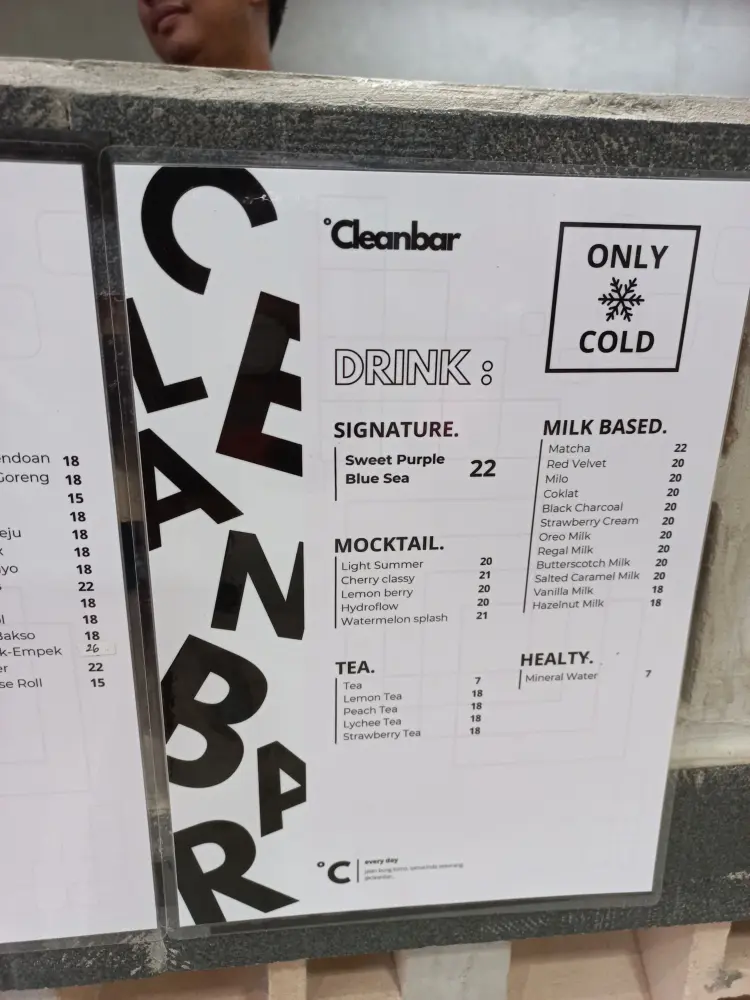 endoan 18
Goreng 18
15
18
eju 18
18
yo 18
22
18
18
Bakso 18
k-Empek 26
er 22
se Roll 15
CLEANBAR
°Cleanbar
ONLY
COLD
DRINK :
SIGNATURE.
Sweet Purple
Blue Sea 22
MOCKTAIL.
Light Summer 20
Cherry classy 21
Lemon berry 20
Hydroflow 20
Watermelon splash 21
TEA.
Tea 7
Lemon Tea 18
Peach Tea 18
Lychee Tea 18
Strawberry Tea 18
MILK BASED.
Matcha 22
Red Velvet 20
Milo 20
Coklat 20
Black Charcoal 20
Strawberry Cream 20
Oreo Milk 20
Regal Milk 20
Butterscotch Milk 20
Salted Caramel Milk 20
Vanilla Milk 18
Hazelnut Milk 18
HEALTY.
Mineral Water 7
°C
every day